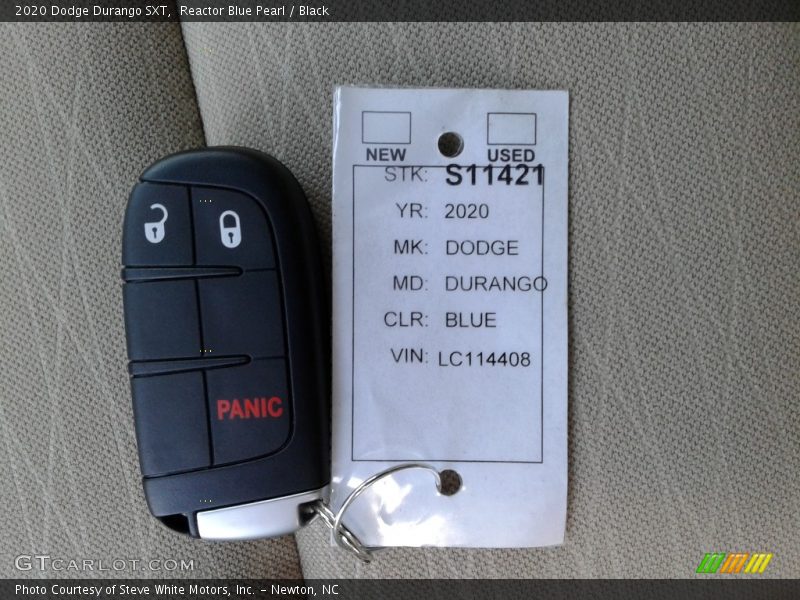 2020 Dodge Durango SXT, Reactor Blue Pearl / Black
NEW USED
STK: S11421
YR: 2020
MK: DODGE
MD: DURANGO
CLR: BLUE
VIN: LC114408
PANIC
GTCARLOT.COM
Photo Courtesy of Steve White Motors, Inc. – Newton, NC